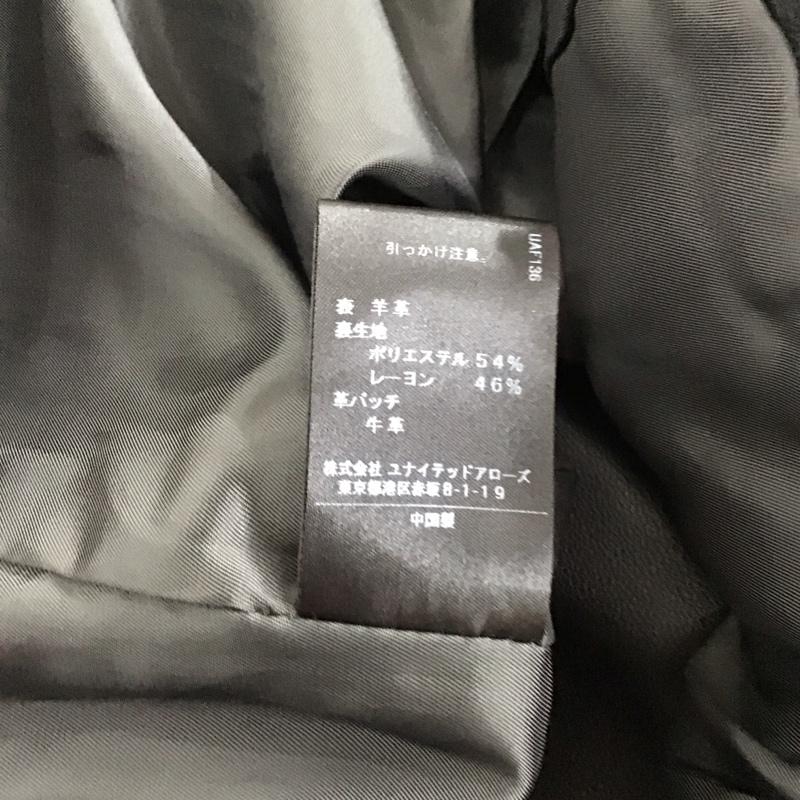 UAF136
引っかけ注意。
表 羊革
裏生地
ポリエステル 54%
レーヨン 46%
革パッチ
牛革
株式会社 ユナイテッドアローズ
東京都港区赤坂8-1-19
中国製